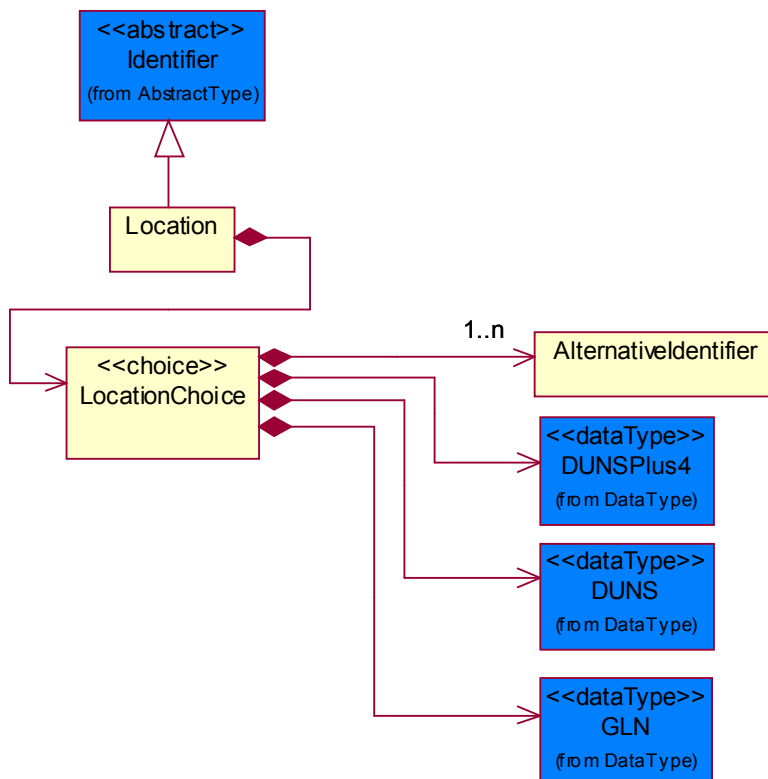 <<abstract>>
Identifier
(from AbstractType)
Location
1..n
<<choice>>
LocationChoice
AlternativeIdentifier
<<dataType>>
DUNSPlus4
(from DataType)
<<dataType>>
DUNS
(from DataType)
<<dataType>>
GLN
(from DataType)